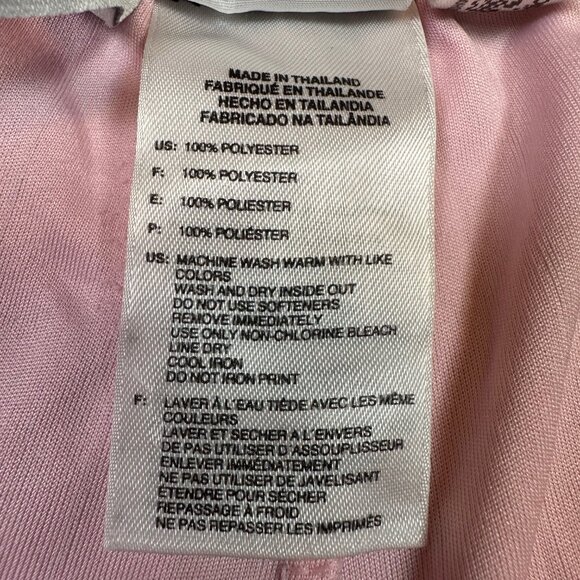 MADE IN THAILAND
FABRIQUÉ EN THAILANDE
HECHO EN TAILANDIA
FABRICADO NA TAILÂNDIA
US: 100% POLYESTER
F: 100% POLYESTER
E: 100% POLIESTER
P: 100% POLIÉSTER
US: MACHINE WASH WARM WITH LIKE
COLORS
WASH AND DRY INSIDE OUT
DO NOT USE SOFTENERS
REMOVE IMMEDIATELY
USE ONLY NON-CHLORINE BLEACH
LINE DRY
COOL IRON
DO NOT IRON PRINT
F: LAVER À L'EAU TIÈDE AVEC LES MÊME
COULEURS
LAVER ET SECHER A L'ENVERS
DE PAS UTILISER D'ASSOUPLISSEUR
ENLEVER IMMÉDIATEMENT
NE PAS UTILISER DE JAVELISANT
ETENDRE POUR SÉCHER
REPASSAGE À FROID
NE PAS REPASSER LES IMPRIMÉS